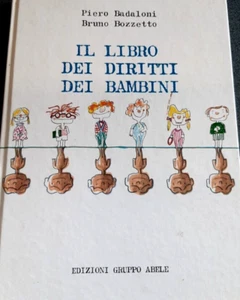 Piero Badaloni
Bruno Bozzetto
IL LIBRO
DEI DIRITTI
DEI BAMBINI
EDIZIONI GRUPPO ABELE